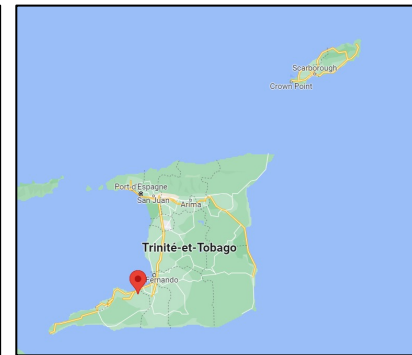 Scarborough
Crown Point
Port-d'Espagne
San Juan
Arima
Trinité-et-Tobago
Fernando